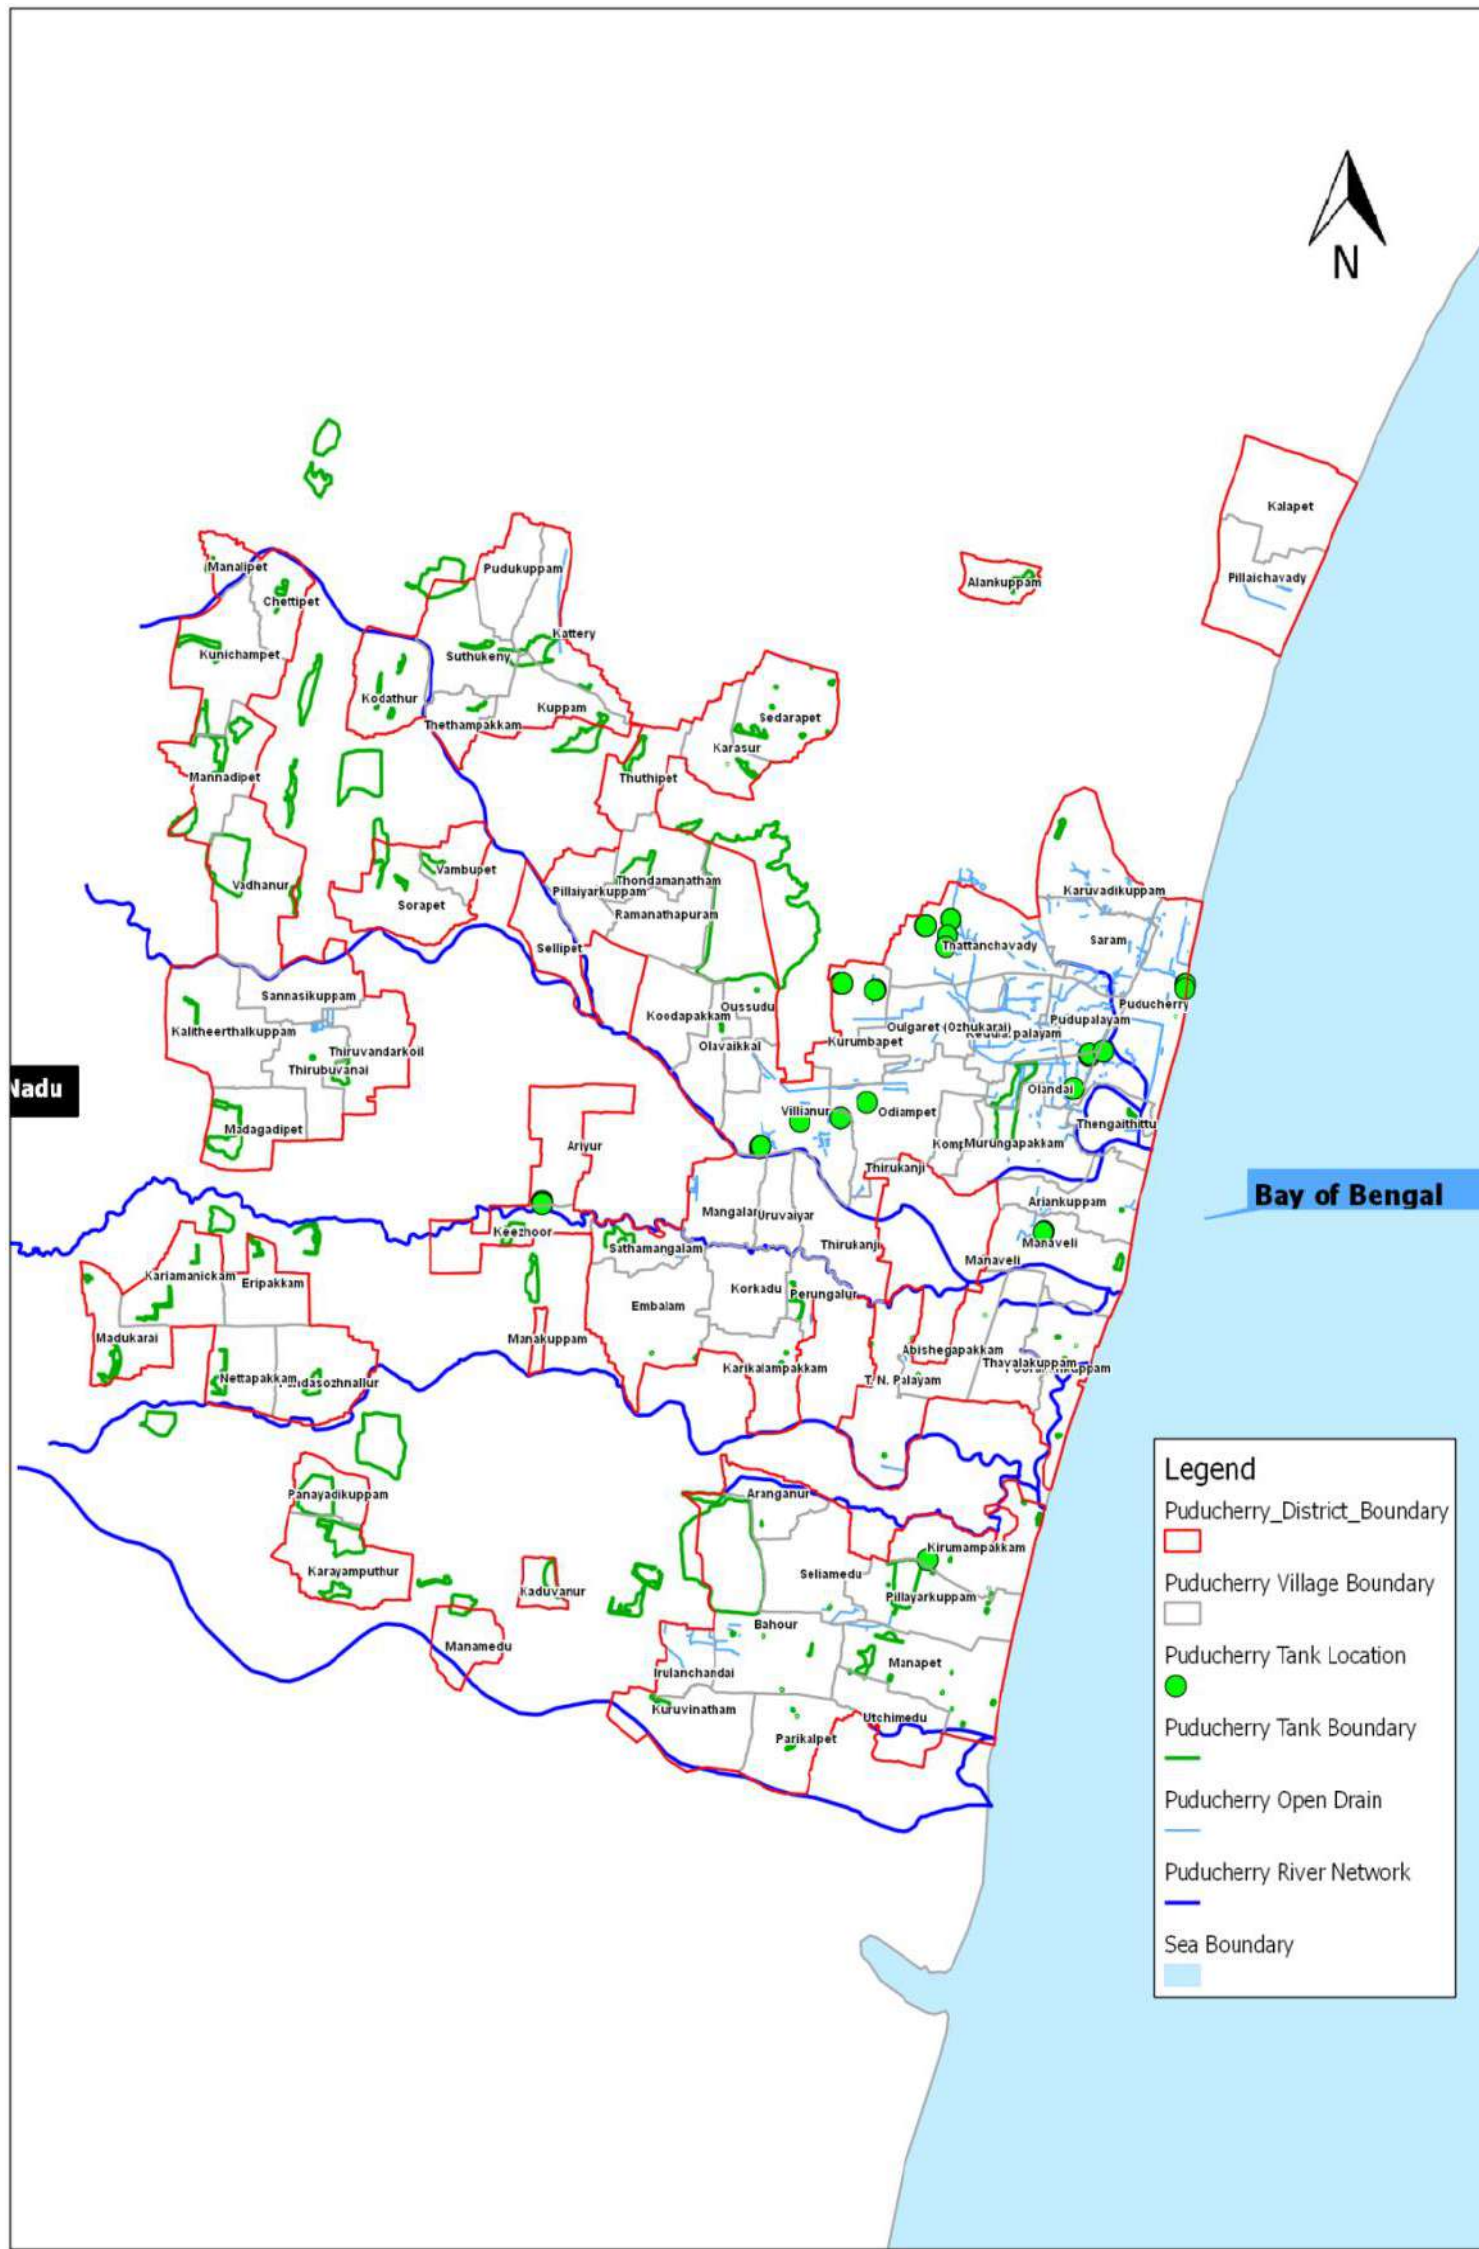 N
Kalapet
Pillaichavady
Alankuppam
Manalipet
Chettipet
Kunichampet
Pudukuppam
Kattery
Suthukeny
Kodathur
Kuppam
Thethampakkam
Sedarapet
Karasur
Mannadipet
Thuthipet
Vadhanur
Vambupet
Sorapet
Pillaiyarkuppam
Thondamanatham
Ramanathapuram
Sellipet
Karuvadikuppam
Saram
Thattanchavady
Sannasikuppam
Kalitheerthalkuppam
Thiruvandarkoil
Thirubuvanai
Madagadipet
Koodapakkam
Oussudu
Olavaikkal
Puducherry
Pudupalayam
Oulgaret (Ozhukarai)
palayam
Kurumbapet
Nadu
Villianur
Odiampet
Olandai
Thengaithittu
Murungapakkam
Ariyur
Thirukanji
Ariankuppam
Bay of Bengal
Keezhoor
Sathamangalam
Uruvaiyar
Thirukanji
Manaveli
Manaveli
Kariamanickam
Eripakkam
Madukarai
Embalam
Korkadu
Perungalur
Manakuppam
Karikalampakkam
Abishegapakkam
Thavalakuppam
T. N. Palayam
Nettapakkam
Panayadikuppam
Karayamputhur
Kaduvanur
Manamedu
Aranganur
Kirumampakkam
Seliamedu
Pillayarkuppam
Bahour
Manapet
Irulanchandai
Kuruvinatham
Utchimedu
Parikalpet
Legend
Puducherry_District_Boundary
Puducherry Village Boundary
Puducherry Tank Location
Puducherry Tank Boundary
Puducherry Open Drain
Puducherry River Network
Sea Boundary